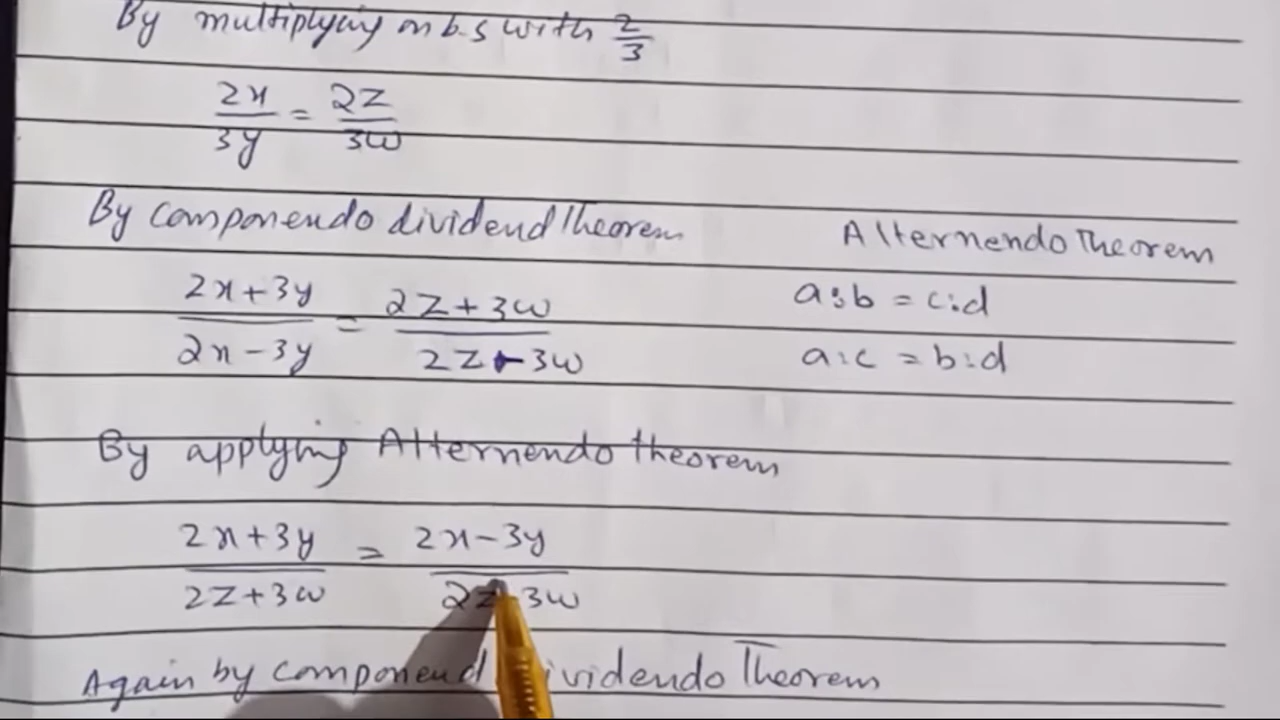 By multiplying on b.s with 2/3
2x/3y = 2z/3w
By componendo dividend Theorem
Alternendo Theorem
2x+3y/2x-3y = 2z+3w/2z-3w
a:b = c:d
a:c = b:d
By applying Alternendo theorem
2x+3y/2z+3w = 2x-3y/2z 3w
Again by componend ividendo Theorem